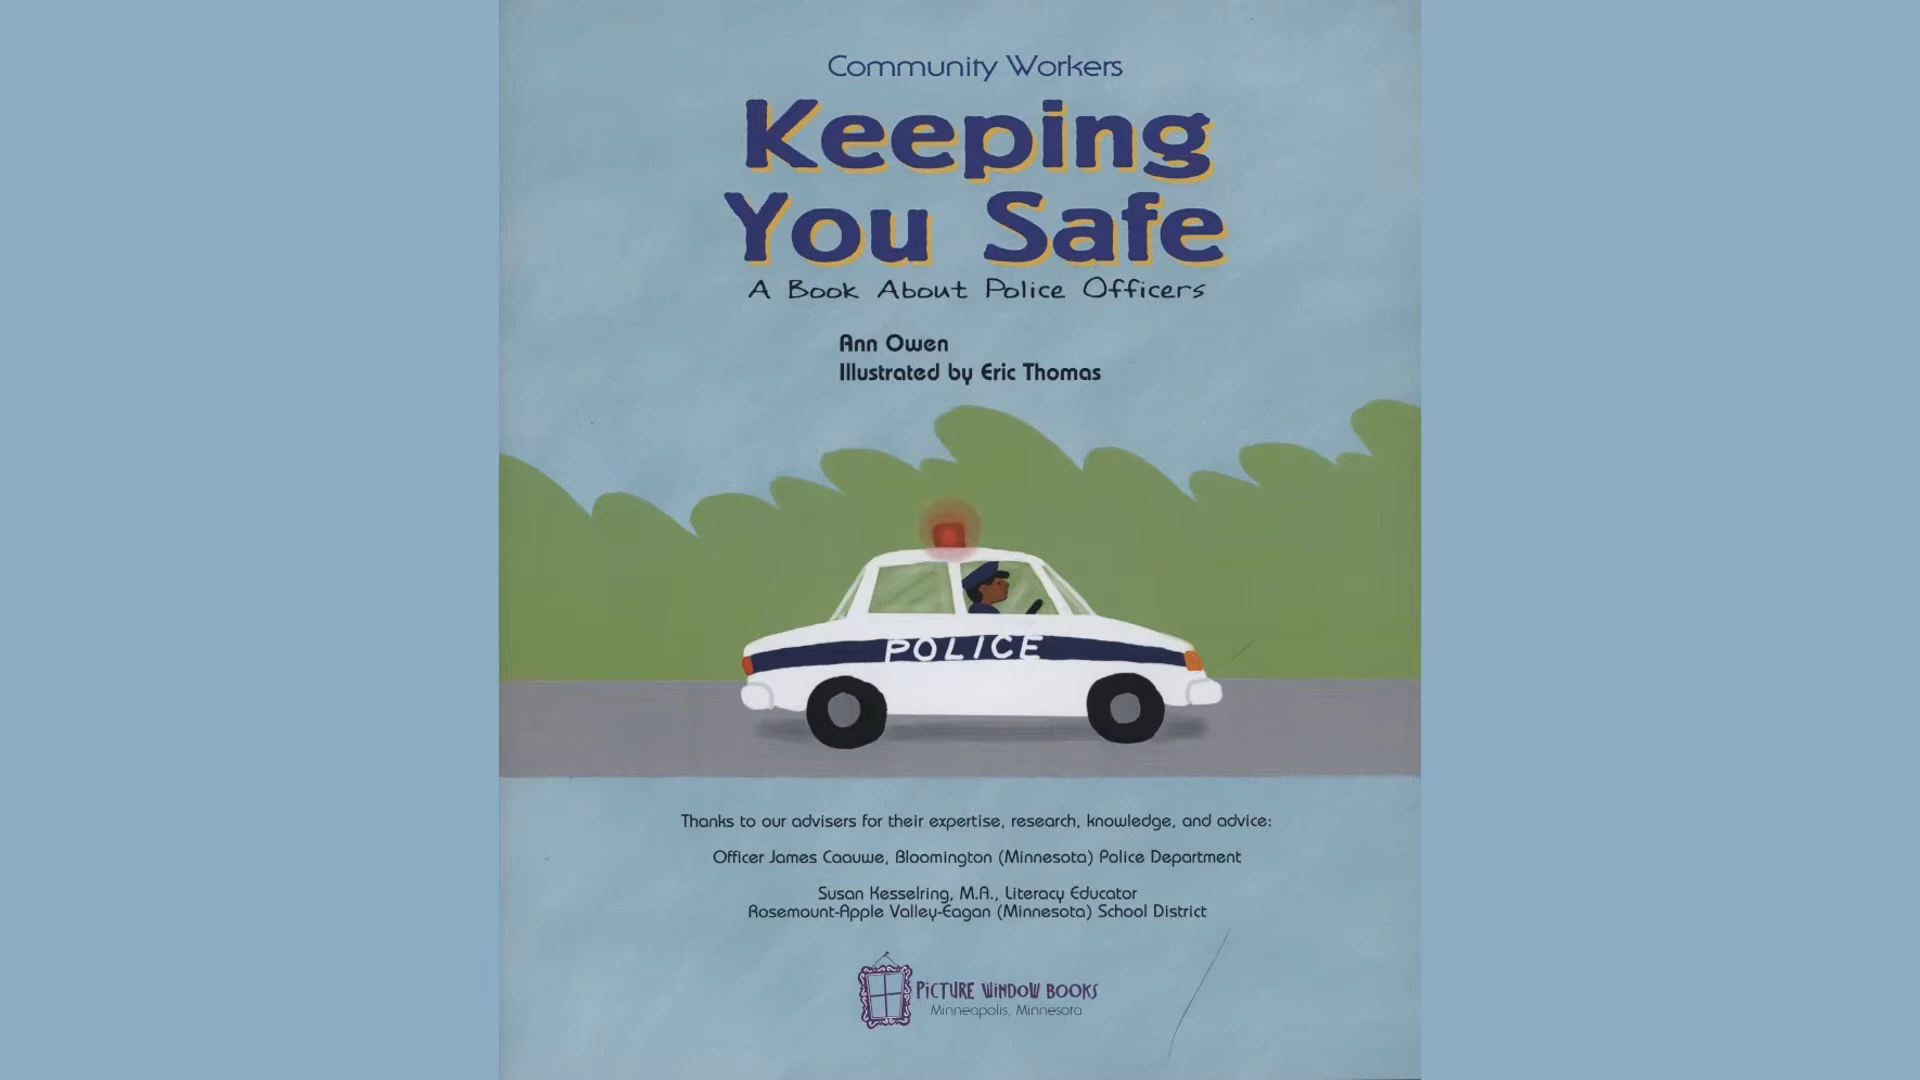 Community Workers
Keeping
You Safe
A Book About Police Officers
Ann Owen
Illustrated by Eric Thomas
POLICE
Thanks to our advisers for their expertise, research, knowledge, and advice:
Officer James Caauwe, Bloomington (Minnesota) Police Department
Susan Kesselring, M.A., Literacy Educator
Rosemount-Apple Valley-Eagan (Minnesota) School District
PICTURE WINDOW BOOKS
Minneapolis, Minnesota